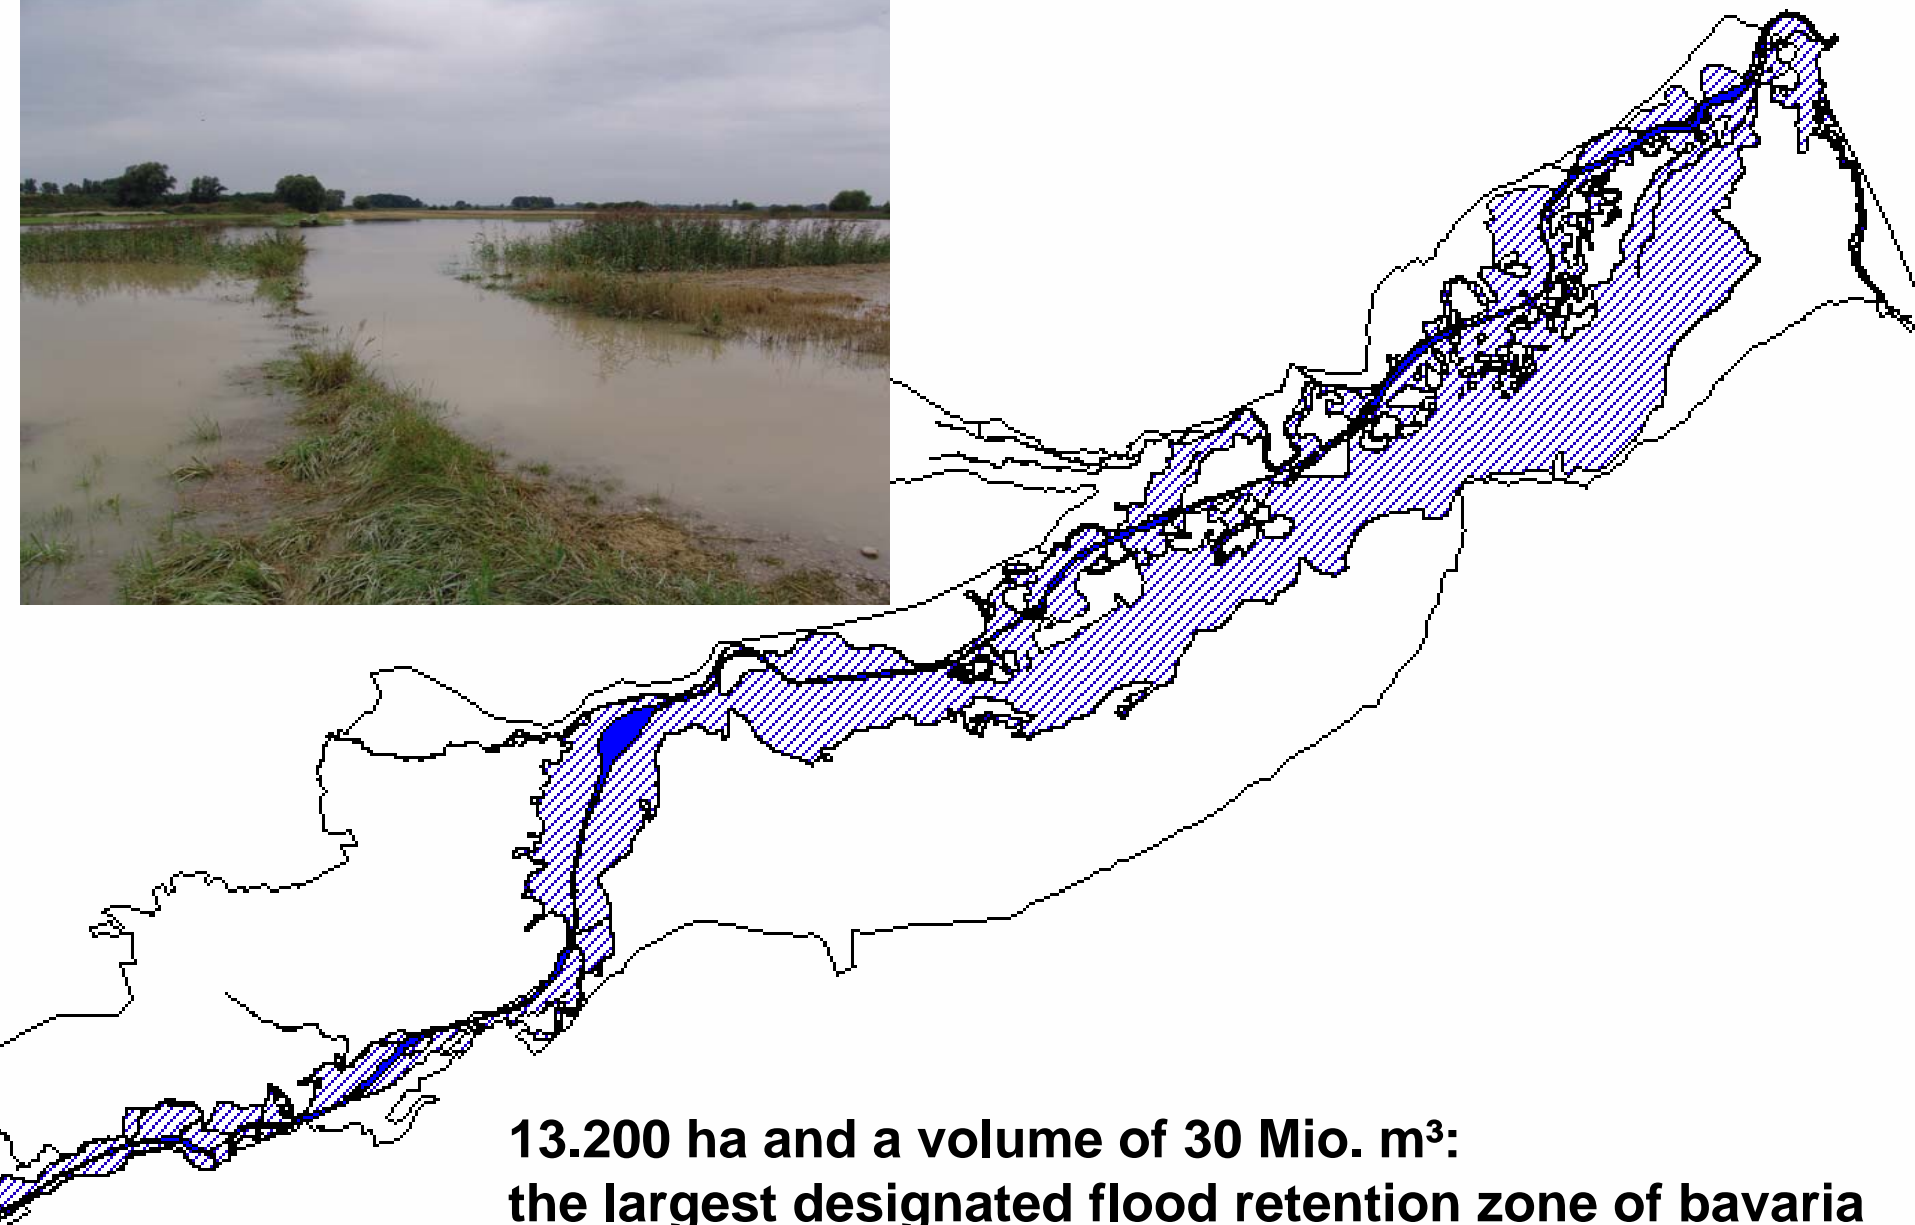 13.200 ha and a volume of 30 Mio. m³:
the largest designated flood retention zone of bavaria